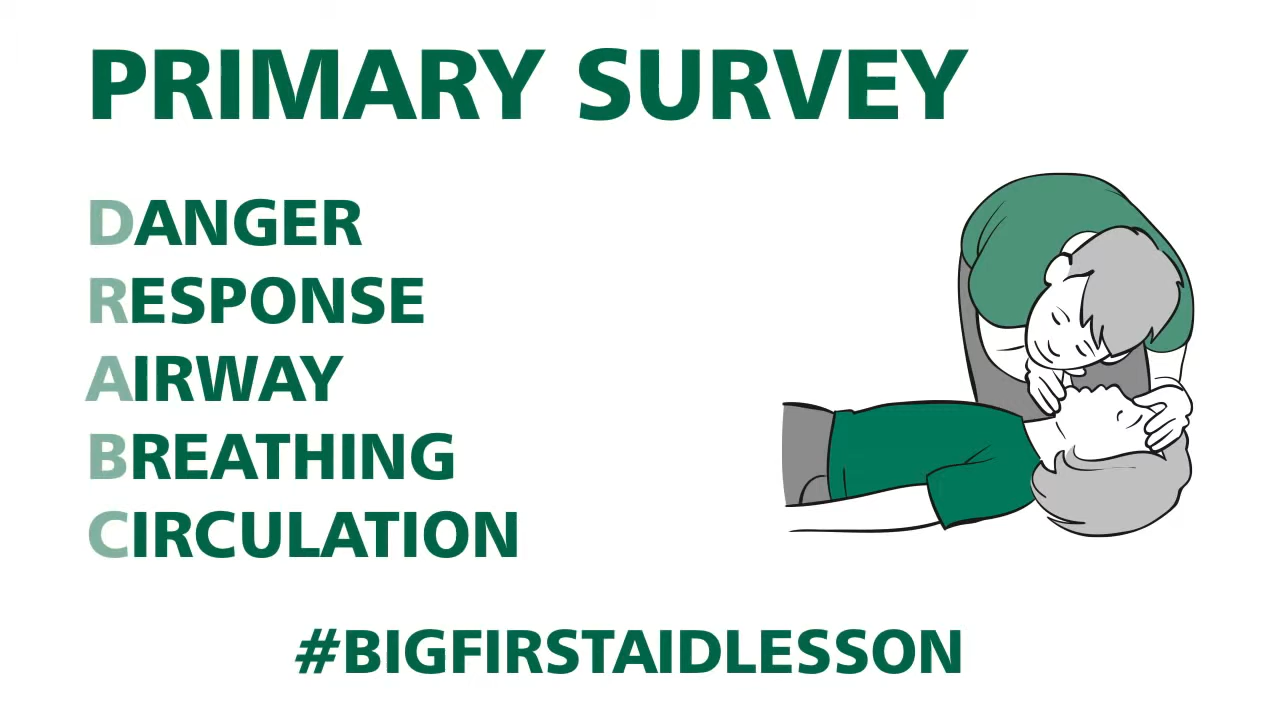 PRIMARY SURVEY
DANGER
RESPONSE
AIRWAY
BREATHING
CIRCULATION
#BIGFIRSTAIDLESSON